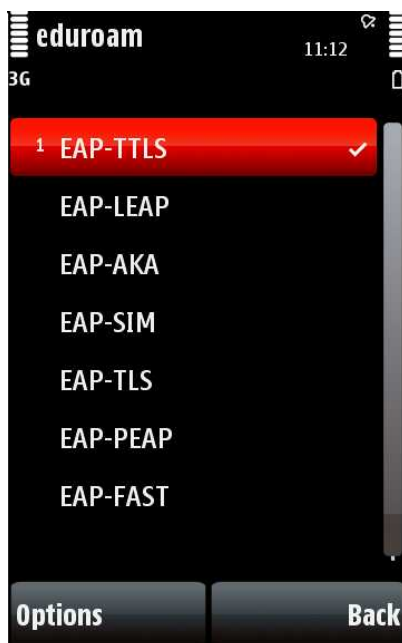 eduroam
11:12
3G
1 EAP-TTLS
EAP-LEAP
EAP-AKA
EAP-SIM
EAP-TLS
EAP-PEAP
EAP-FAST
Options Back